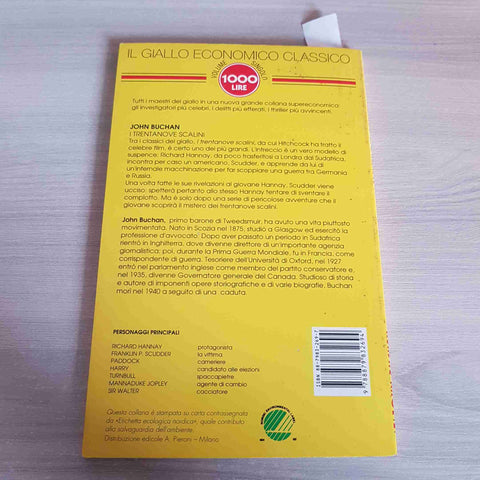 IL GIALLO ECONOMICO CLASSICO
VOLUME SINGOLO
1000
LIRE
Tutti i maestri del giallo in una nuova grande collana supereconomica:
gli investigatori più celebri, i delitti più efferati, i thriller più avvincenti.
JOHN BUCHAN
I TRENTANOVE SCALINI
Tra i classici del giallo, I trentanove scalini, da cui Hitchcock ha tratto il
celebre film, è certo uno dei più grandi. L'intreccio è un vero modello di
suspence: Richard Hannay, da poco trasferitosi a Londra dal Sudafrica,
incontra per caso un americano, Scudder, e apprende da lui di
un'infernale macchinazione per far scoppiare una guerra tra Germania
e Russia.
Una volta fatte le sue rivelazioni al giovane Hannay, Scudder viene
ucciso: spetterà pertanto allo stesso Hannay tentare di sventare il
complotto. Ma è solo dopo una serie di pericolose avventure che il
giovane scoprirà il mistero dei trentanove scalini.
John Buchan, primo barone di Tweedsmuir, ha avuto una vita piuttosto
movimentata. Nato in Scozia nel 1875, studiò a Glasgow ed esercitò la
professione d'avvocato. Dopo aver passato un periodo in Sudafrica
rientrò in Inghilterra, dove divenne direttore di un'importante agenzia
giornalistica; poi, durante la Prima Guerra Mondiale, fu in Francia, come
corrispondente di guerra. Tesoriere dell'Università di Oxford, nel 1927
entrò nel parlamento inglese come membro del partito conservatore e,
nel 1935, divenne Governatore generale del Canada. Studioso di storia
e autore di imponenti opere storiografiche e di varie biografie, Buchan
morì nel 1940 a seguito di una caduta.
PERSONAGGI PRINCIPALI
RICHARD HANNAY protagonista
FRANKLIN P. SCUDDER la vittima
PADDOCK cameriere
HARRY candidato alle elezioni
TURNBULL spaccapietre
MANNADUKE JOPLEY agente di cambio
SIR WALTER cacciatore
Questa collana è stampata su carta contrassegnata
da «Etichetta ecologica nordica», quale contributo
alla salvaguardia dell'ambiente.
Distribuzione edicole A. Pieroni – Milano